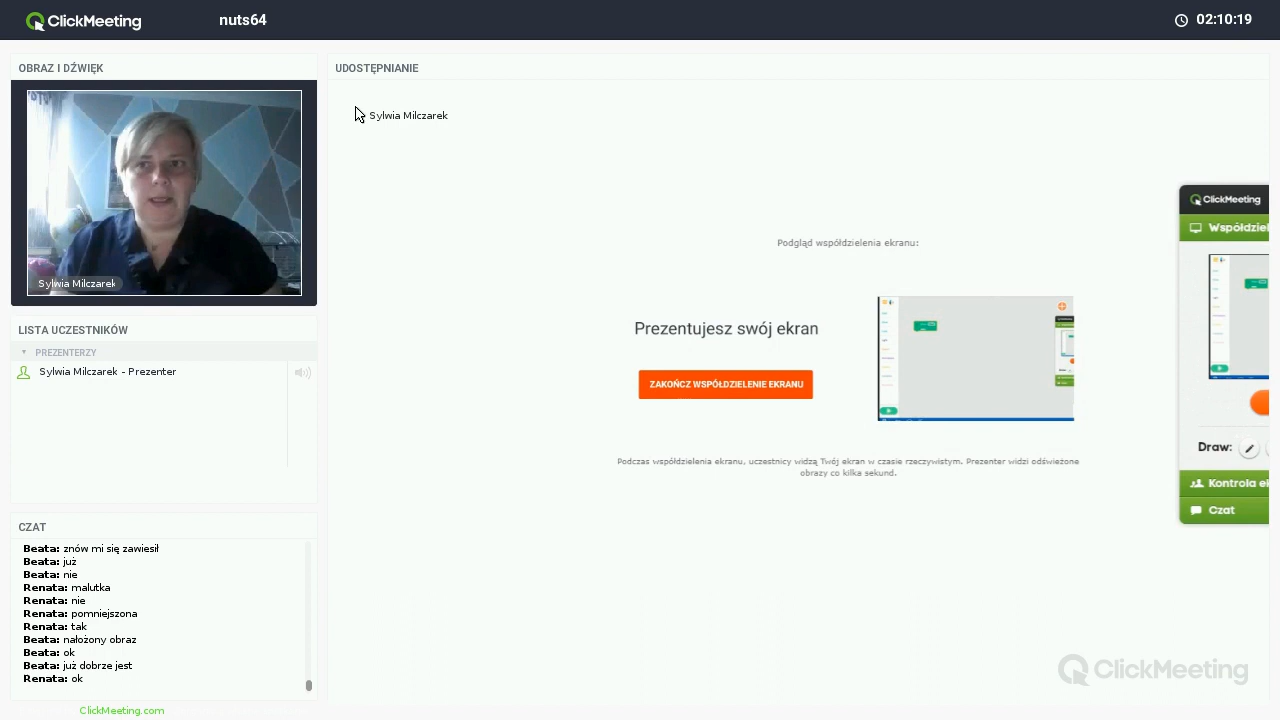 ClickMeeting
nuts64
02:10:19
OBRAZ I DŹWIĘK
Sylwia Milczarek
LISTA UCZESTNIKÓW
PREZENTERZY
Sylwia Milczarek - Prezenter
CZAT
Beata: znów mi się zawiesił
Beata: już
Beata: nie
Renata: malutka
Renata: nie
Renata: pomniejszona
Renata: tak
Beata: nałożony obraz
Beata: ok
Beata: już dobrze jest
Renata: ok
ClickMeeting.com
UDOSTĘPNIANIE
Sylwia Milczarek
Podgląd współdzielenia ekranu:
Prezentujesz swój ekran
ZAKOŃCZ WSPÓŁDZIELENIE EKRANU
Podczas współdzielenia ekranu, uczestnicy widzą Twój ekran w czasie rzeczywistym. Prezenter widzi odświeżone
obrazy co kilka sekund.
ClickMeeting
Współdziel
Draw:
Kontrola e
Czat
ClickMeeting